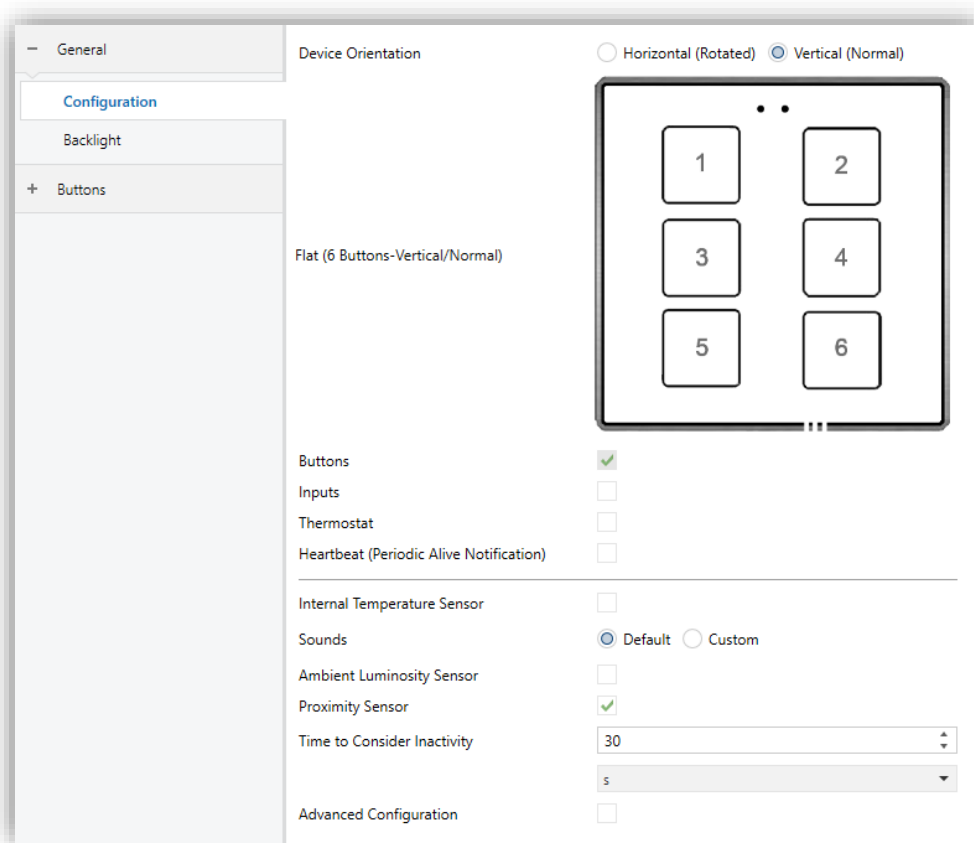 General
Configuration
Backlight
Buttons
Device Orientation Horizontal (Rotated) Vertical (Normal)
1 2
3 4
5 6
Flat (6 Buttons-Vertical/Normal)
Buttons
Inputs
Thermostat
Heartbeat (Periodic Alive Notification)
Internal Temperature Sensor
Sounds Default Custom
Ambient Luminosity Sensor
Proximity Sensor
Time to Consider Inactivity 30
s
Advanced Configuration